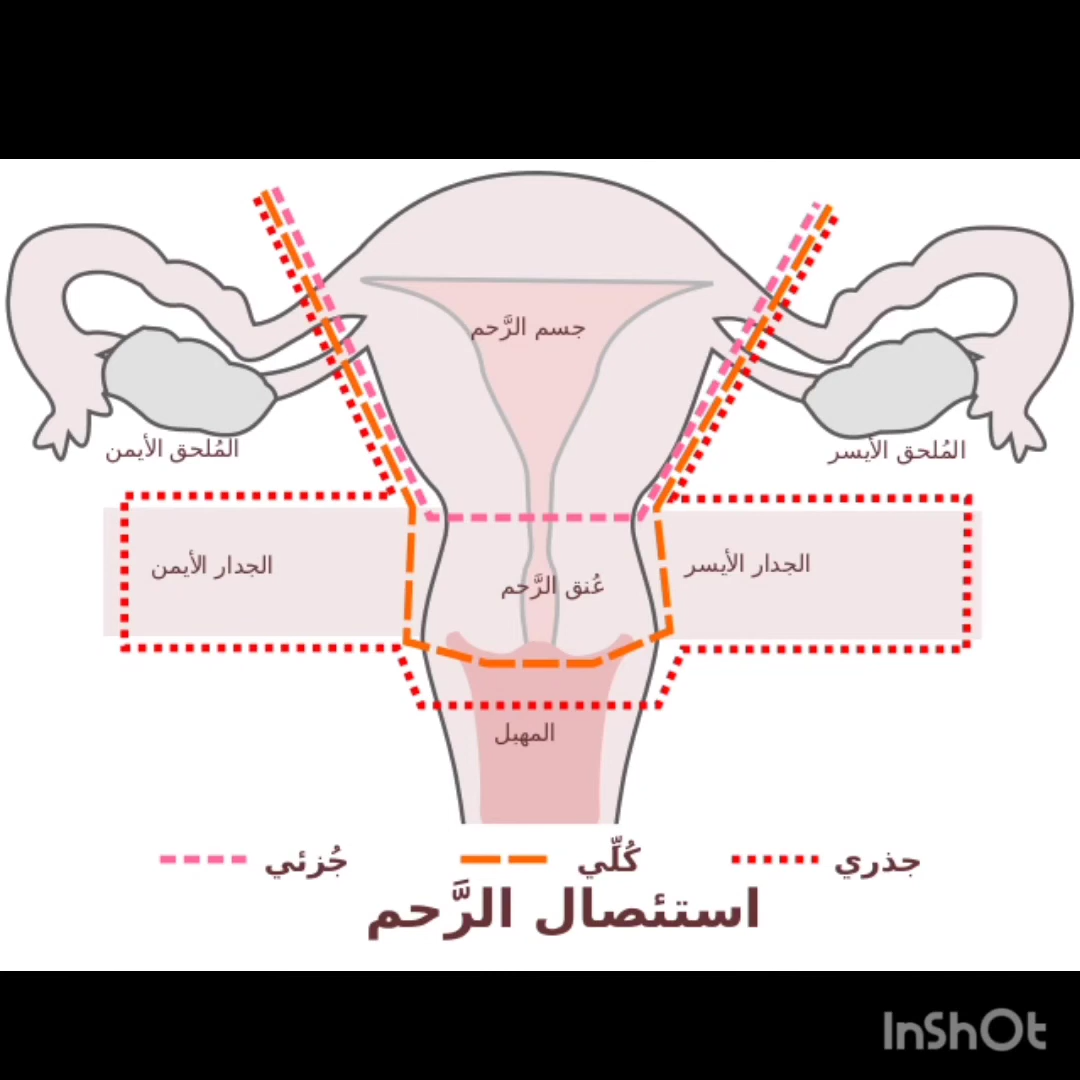 جسم الرَّحم
المُلحق الأيمن
المُلحق الأيسر
الجدار الأيمن
الجدار الأيسر
عُنق الرَّحم
المهبل
جذري
كُلّي
جُزئي
استئصال الرَّحم
InShOt